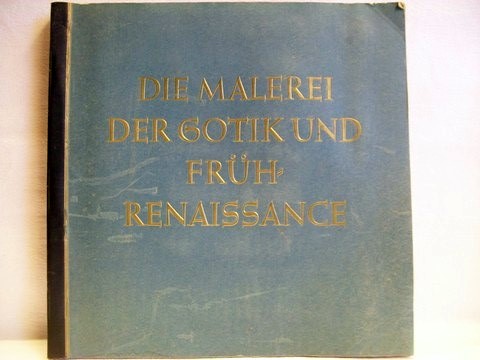 DIE MALEREI
DER GOTIK UND
FRÜH-
RENAISSANCE